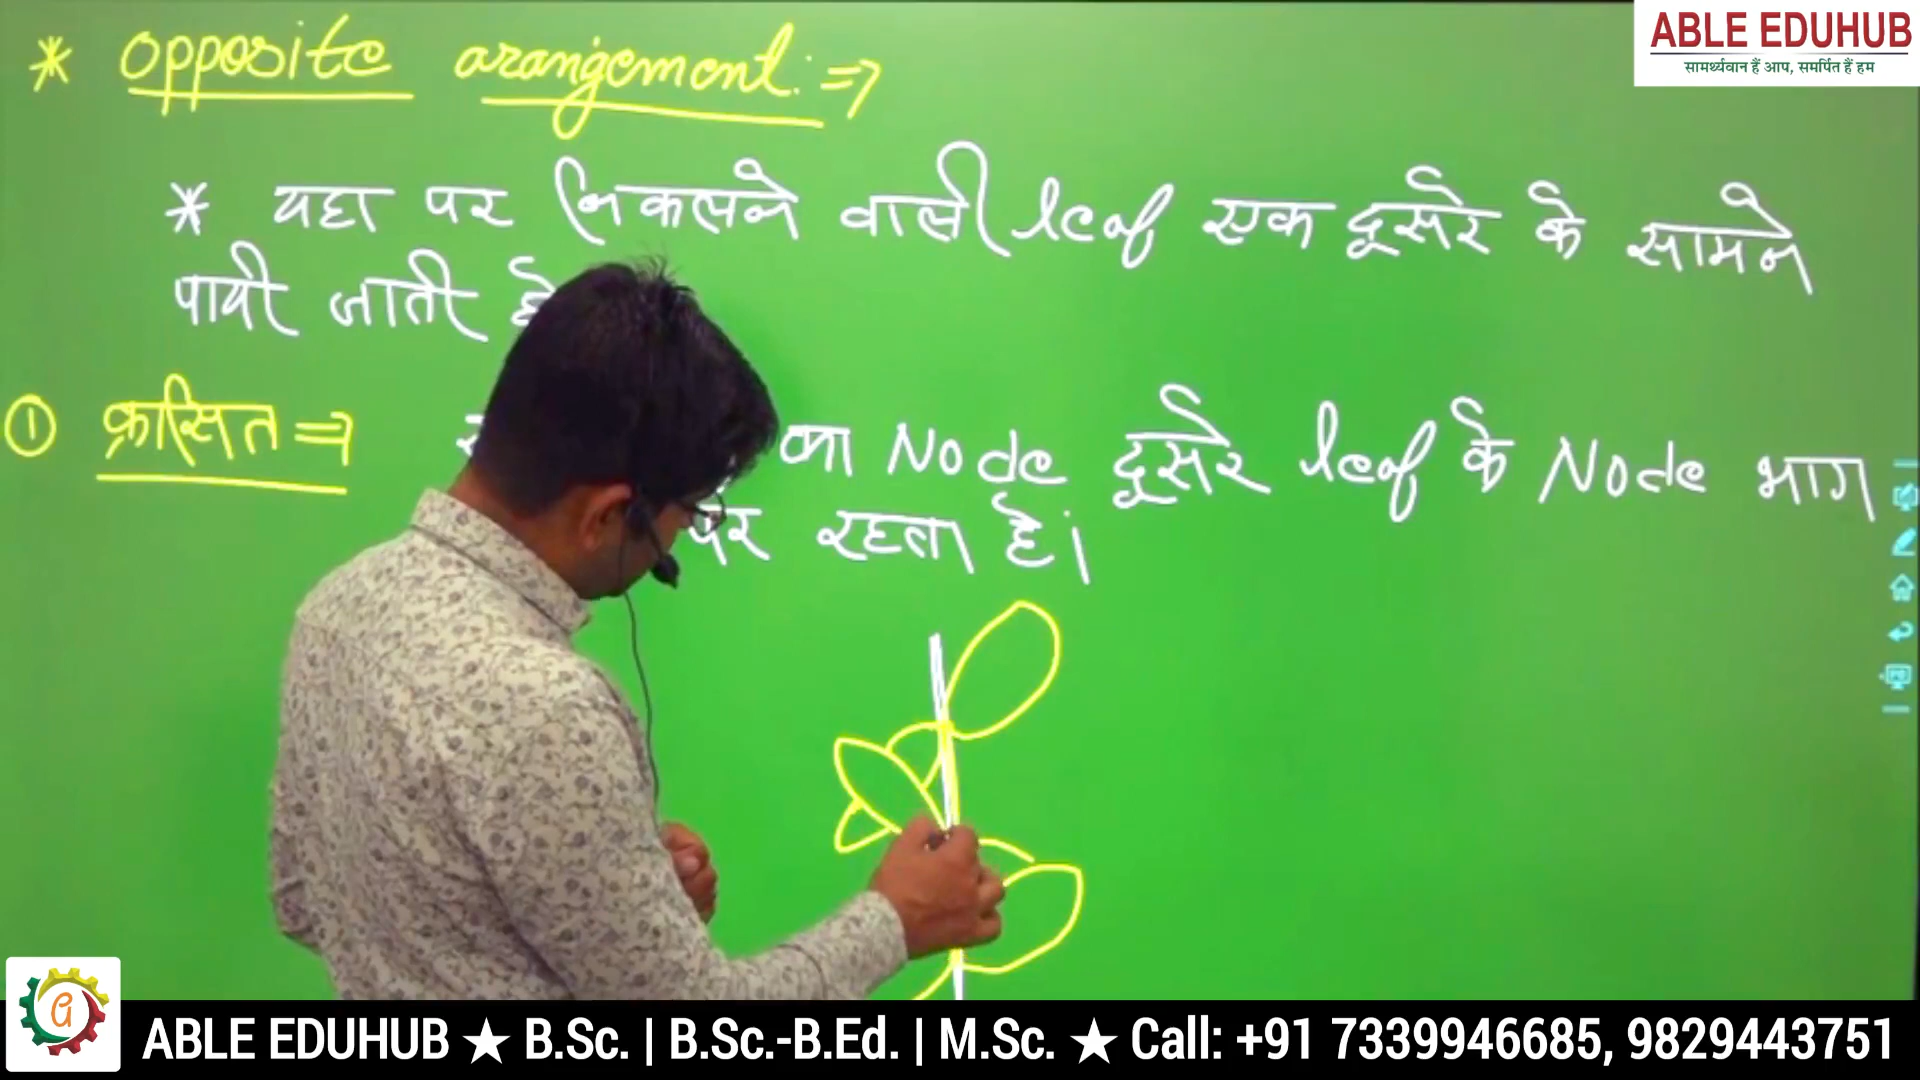 ABLE EDUHUB
सामर्थ्यवान हैं आप, समर्पित हैं हम
* opposite arangement :⇒
* यहा पर निकलने वाली leaf एक दूसरे के सामने
पायी जाती है
① क्रासित ⇒ का Node दूसरे leaf के Node भाग
पर रहता है।
ABLE EDUHUB ★ B.Sc. | B.Sc.-B.Ed. | M.Sc. ★ Call: +91 7339946685, 9829443751